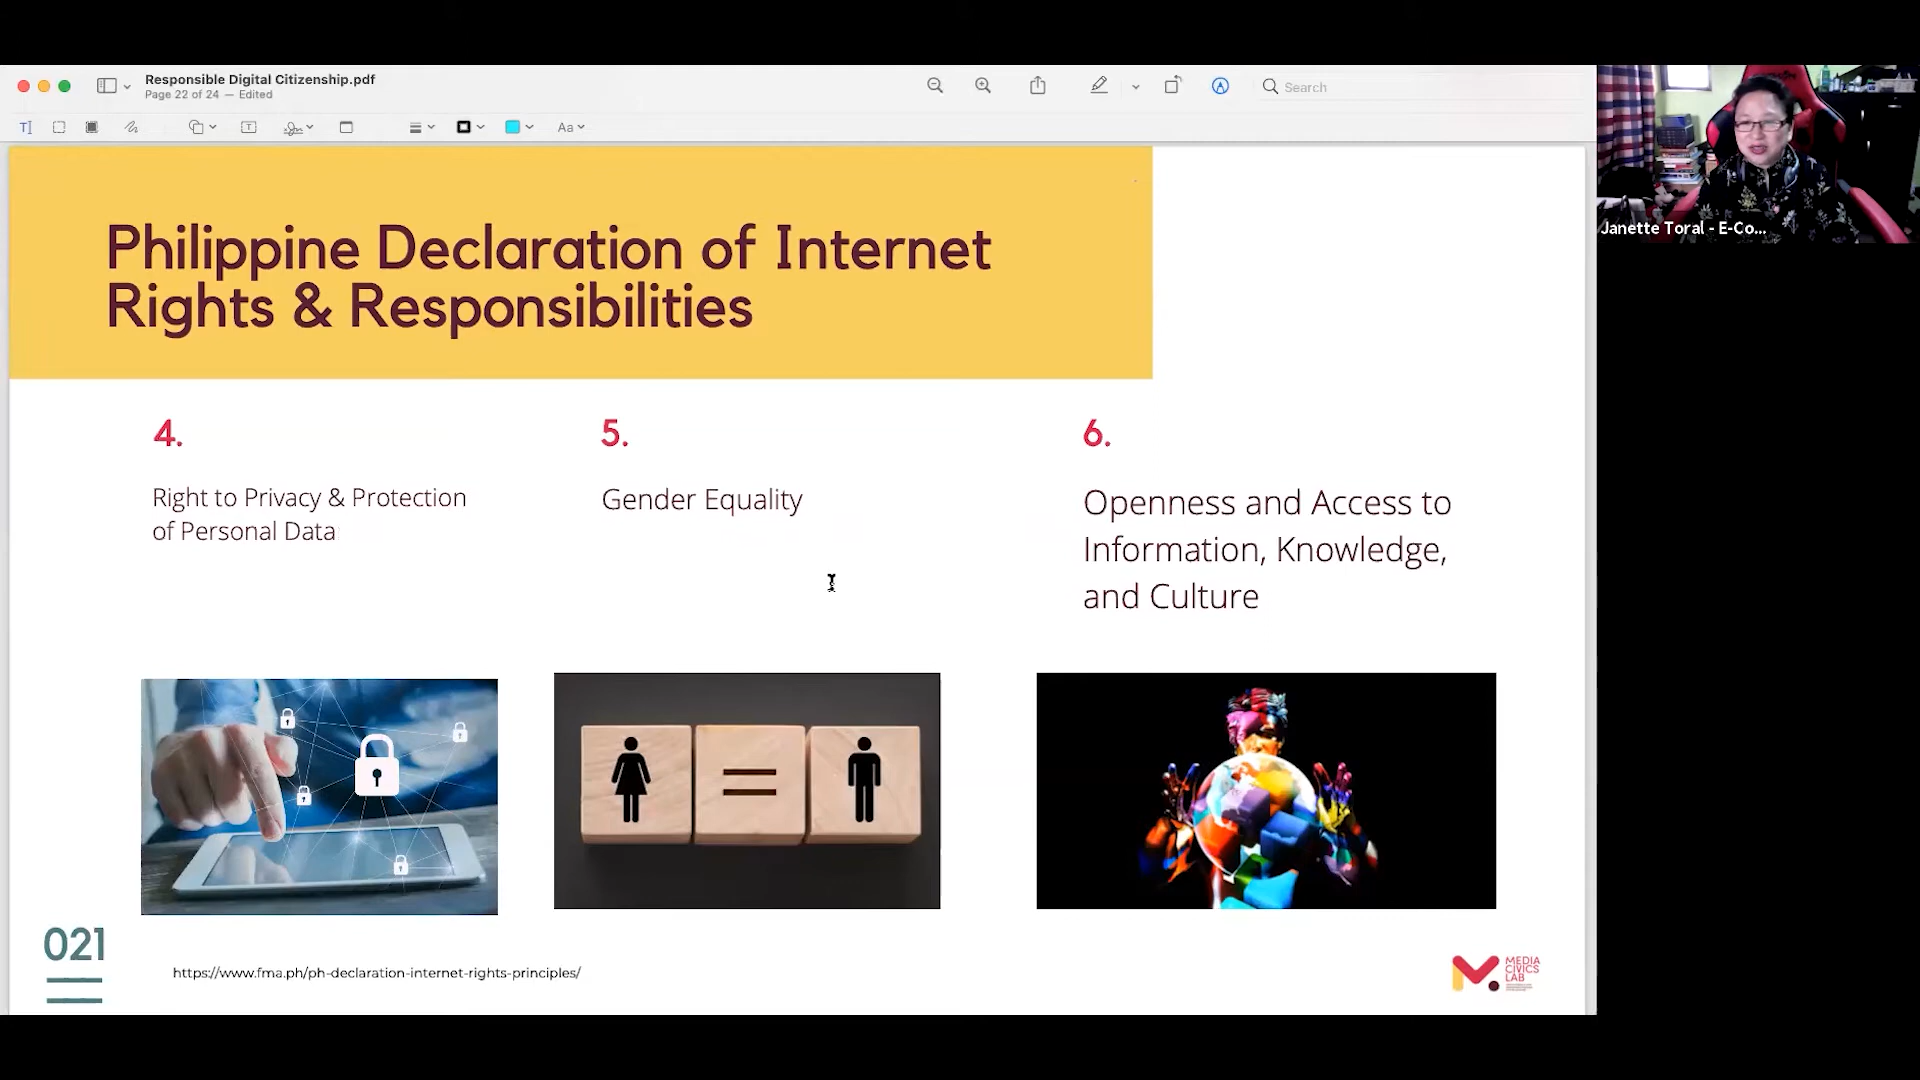 Responsible Digital Citizenship.pdf
Page 22 of 24 — Edited
Search
Aa
Philippine Declaration of Internet
Rights & Responsibilities
4.
Right to Privacy & Protection
of Personal Data
5.
Gender Equality
6.
Openness and Access to
Information, Knowledge,
and Culture
021
https://www.fma.ph/ph-declaration-internet-rights-principles/
MEDIA
CIVICS
LAB
Janette Toral - E-Co...